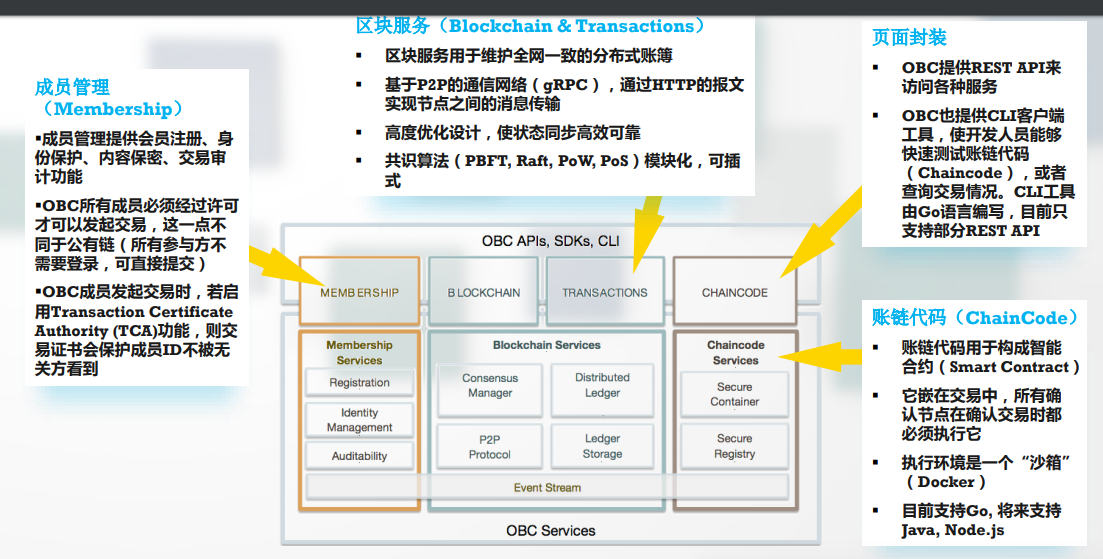 成员管理
（Membership）
▪成员管理提供会员注册、身
份保护、内容保密、交易审
计功能
▪OBC所有成员必须经过许可
才可以发起交易，这一点不
同于公有链（所有参与方不
需要登录，可直接提交）
▪OBC成员发起交易时，若启
用Transaction Certificate
Authority (TCA)功能，则交
易证书会保护成员ID不被无
关方看到
区块服务（Blockchain & Transactions）
▪ 区块服务用于维护全网一致的分布式账簿
▪ 基于P2P的通信网络（gRPC），通过HTTP的报文
实现节点之间的消息传输
▪ 高度优化设计，使状态同步高效可靠
▪ 共识算法（PBFT, Raft, PoW, PoS）模块化，可插
式
页面封装
▪ OBC提供REST API来
访问各种服务
▪ OBC也提供CLI客户端
工具，使开发人员能够
快速测试账链代码
（Chaincode），或者
查询交易情况。CLI工具
由Go语言编写，目前只
支持部分REST API
账链代码（ChainCode）
▪ 账链代码用于构成智能
合约（Smart Contract）
▪ 它嵌在交易中，所有确
认节点在确认交易时都
必须执行它
▪ 执行环境是一个“沙箱”
（Docker）
▪ 目前支持Go, 将来支持
Java, Node.js
OBC APIs, SDKs, CLI
MEMBERSHIP
BLOCKCHAIN
TRANSACTIONS
CHAINCODE
Membership
Services
Registration
Identity
Management
Auditability
Blockchain Services
Consensus
Manager
Distributed
Ledger
P2P
Protocol
Ledger
Storage
Chaincode
Services
Secure
Container
Secure
Registry
Event Stream
OBC Services